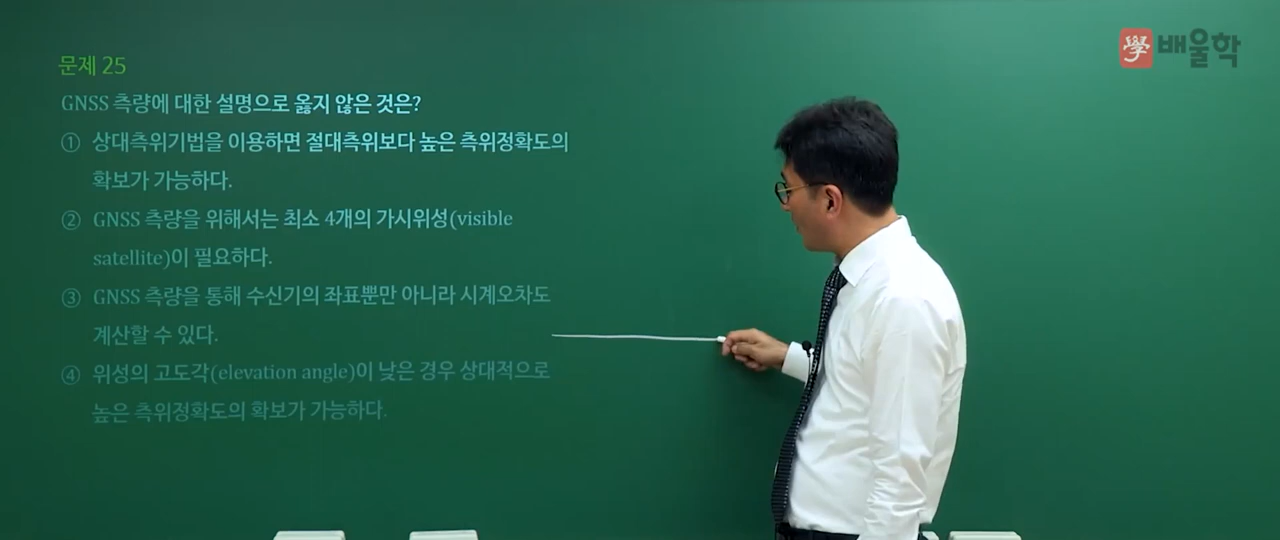 學 배울학
문제 25
GNSS 측량에 대한 설명으로 옳지 않은 것은?
① 상대측위기법을 이용하면 절대측위보다 높은 측위정확도의
확보가 가능하다.
② GNSS 측량을 위해서는 최소 4개의 가시위성(visible
satellite)이 필요하다.
③ GNSS 측량을 통해 수신기의 좌표뿐만 아니라 시계오차도
계산할 수 있다.
④ 위성의 고도각(elevation angle)이 낮은 경우 상대적으로
높은 측위정확도의 확보가 가능하다.